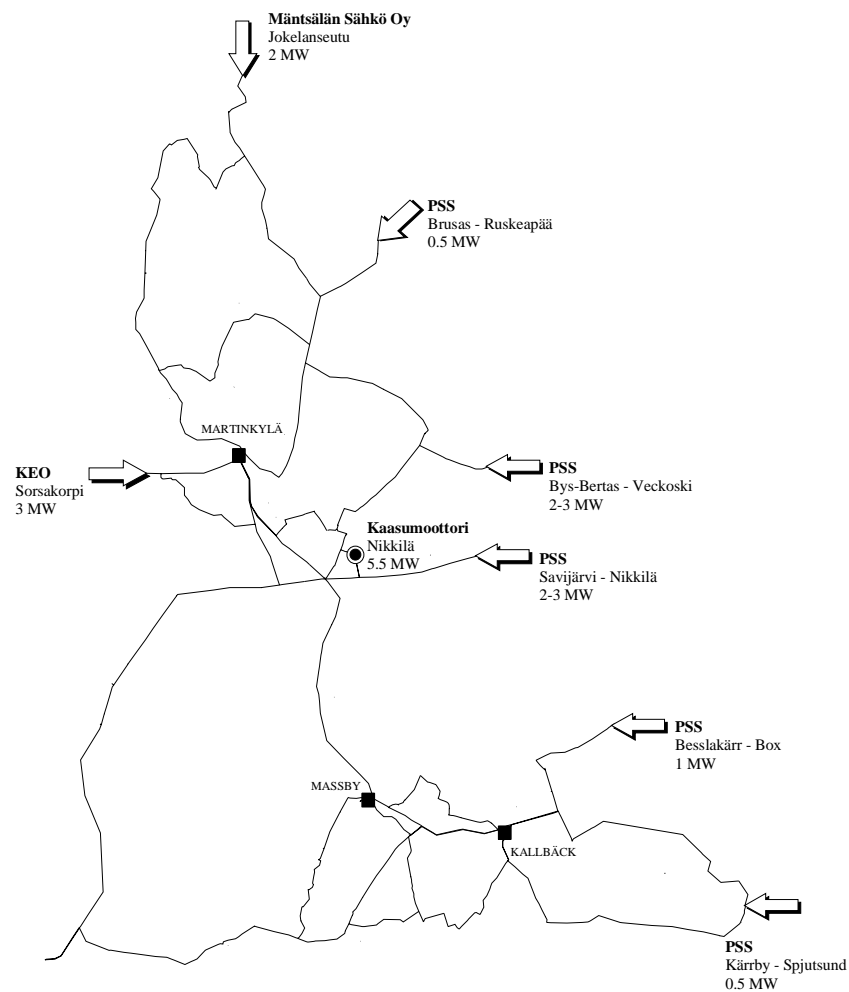 Mäntsälän Sähkö Oy
Jokelanseutu
2 MW
PSS
Brusas - Ruskeapää
0.5 MW
MARTINKYLÄ
KEO
Sorsakorpi
3 MW
PSS
Bys-Bertas - Veckoski
2-3 MW
Kaasumoottori
Nikkilä
5.5 MW
PSS
Savijärvi - Nikkilä
2-3 MW
PSS
Besslakärr - Box
1 MW
MASSBY
KALLBÄCK
PSS
Kärrby - Spjutsund
0.5 MW